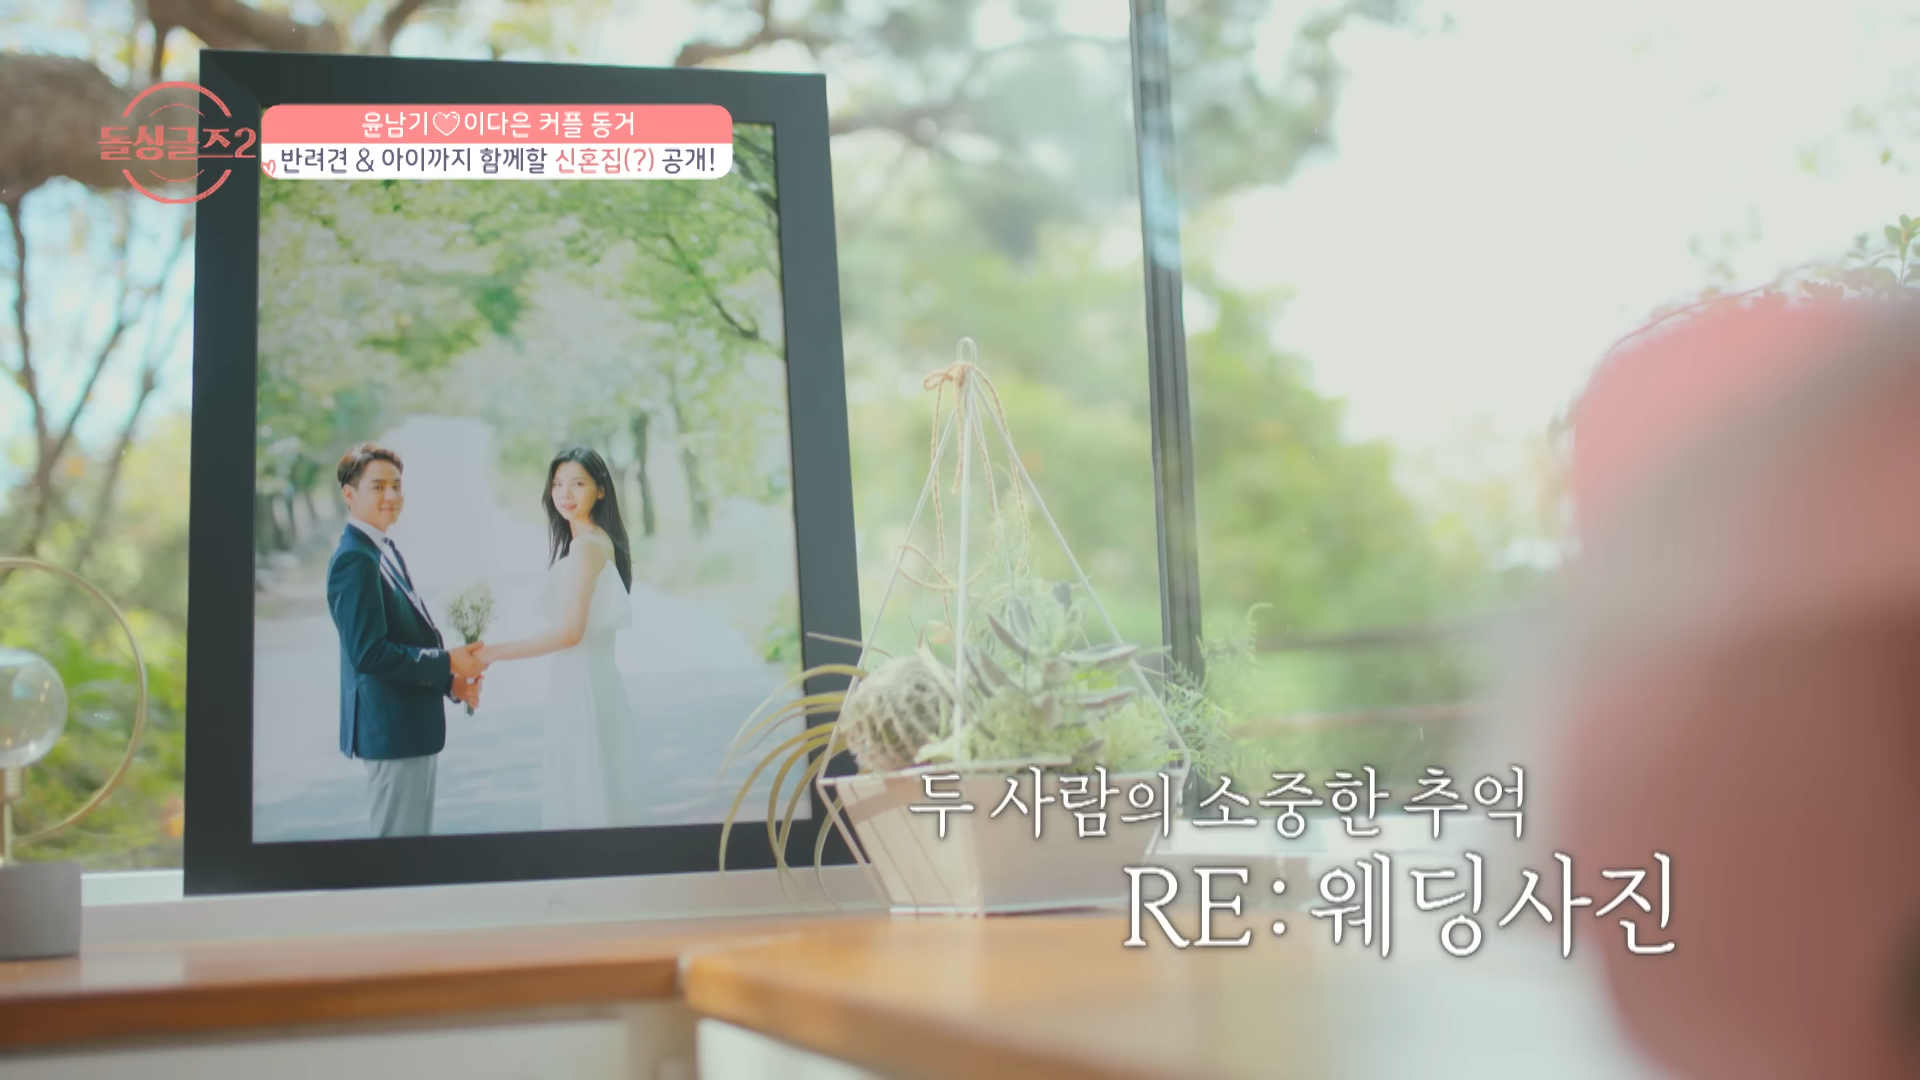 돌싱글즈2
윤남기♡이다은 커플 동거
반려견 & 아이까지 함께할 신혼집(?) 공개!
두 사람의 소중한 추억
RE:웨딩사진